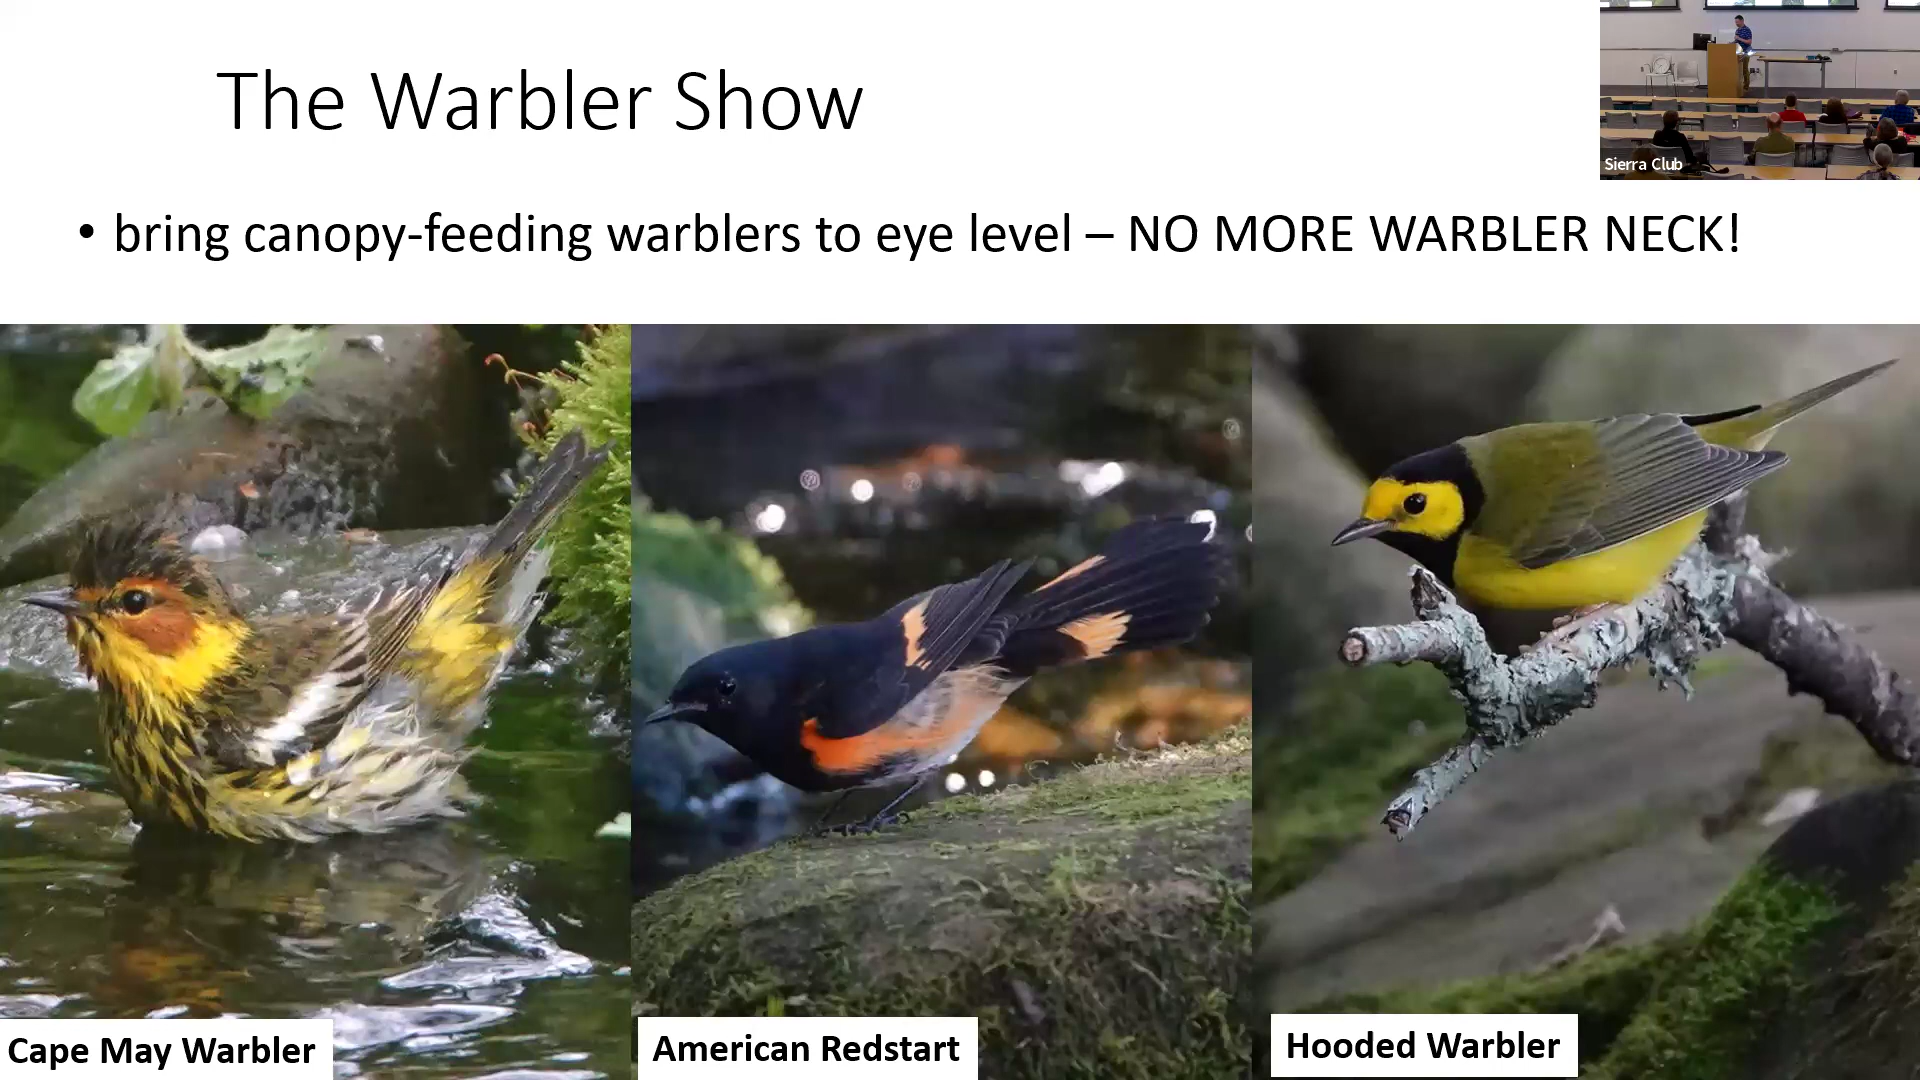 The Warbler Show
Sierra Club
• bring canopy-feeding warblers to eye level – NO MORE WARBLER NECK!
Cape May Warbler
American Redstart
Hooded Warbler